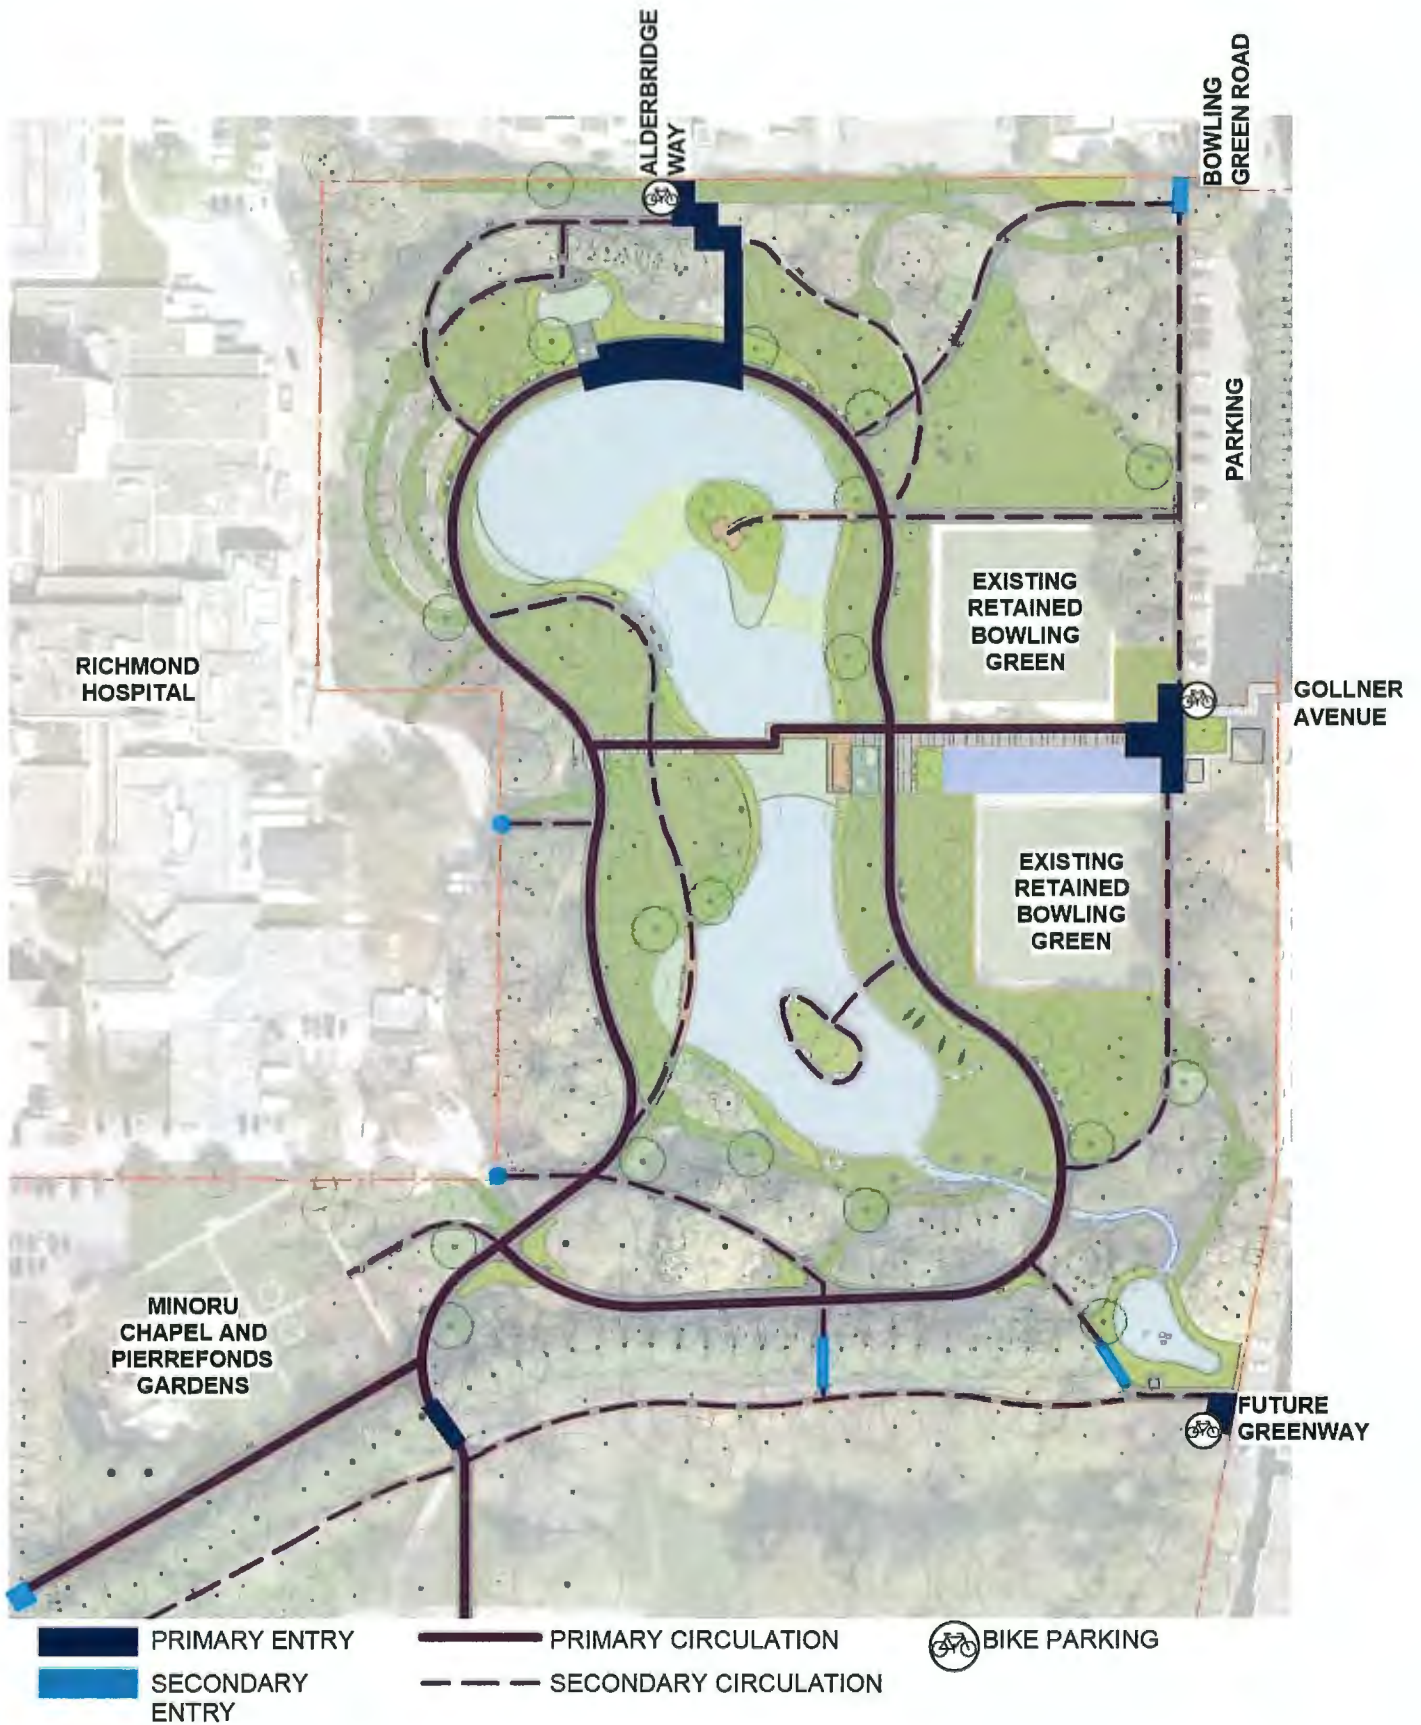 ALDERBRIDGE
WAY
BOWLING
GREEN ROAD
PARKING
EXISTING
RETAINED
BOWLING
GREEN
RICHMOND
HOSPITAL
GOLLNER
AVENUE
EXISTING
RETAINED
BOWLING
GREEN
MINORU
CHAPEL AND
PIERREFONDS
GARDENS
FUTURE
GREENWAY
PRIMARY ENTRY
PRIMARY CIRCULATION
BIKE PARKING
SECONDARY
ENTRY
SECONDARY CIRCULATION